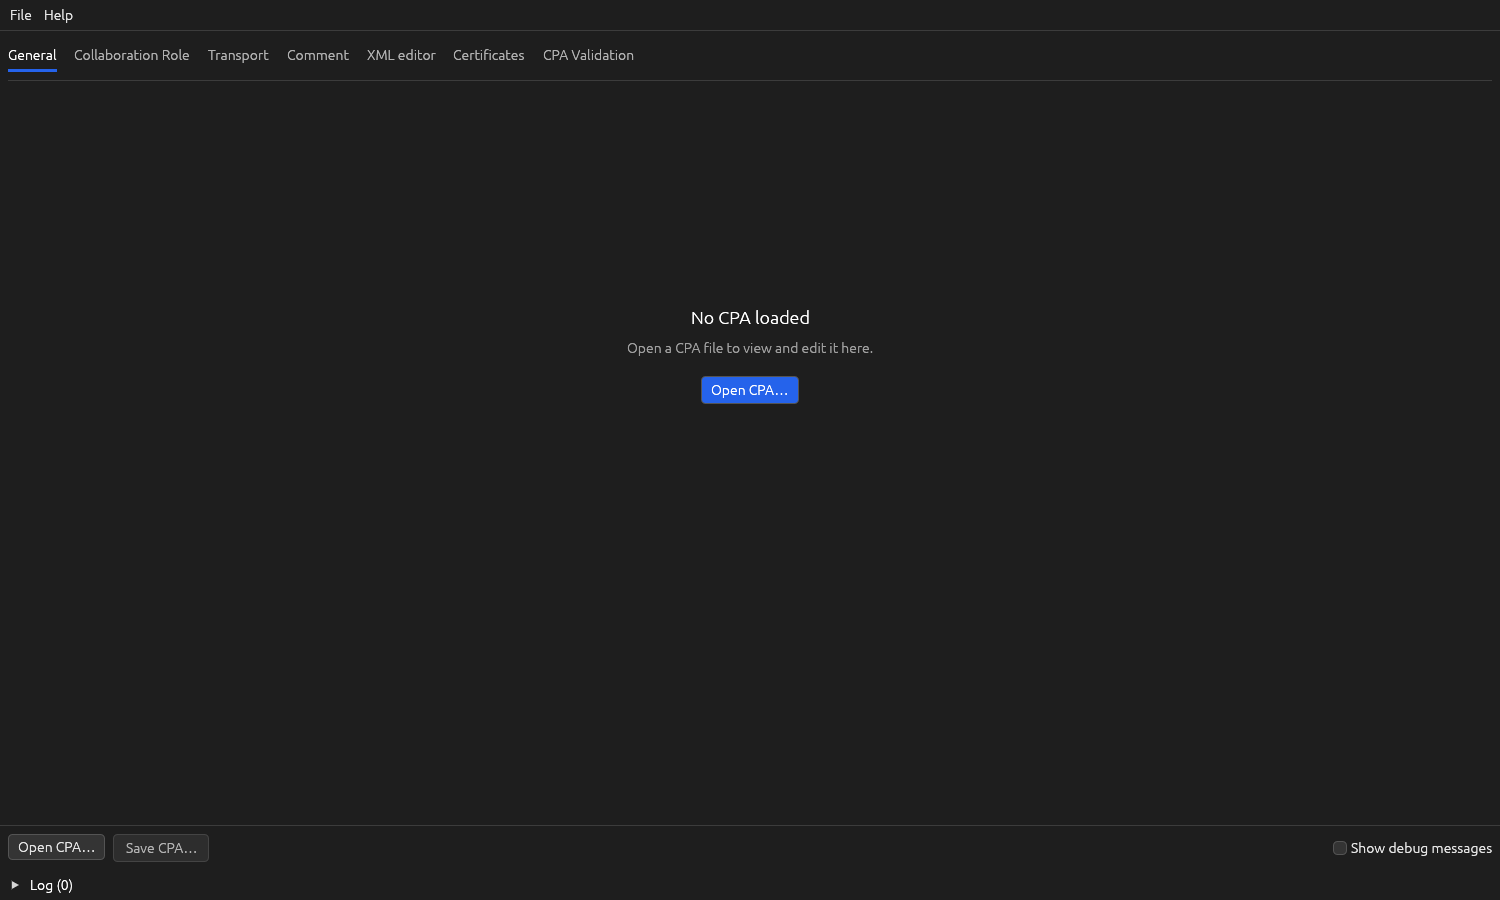 File Help
General Collaboration Role Transport Comment XML editor Certificates CPA Validation
No CPA loaded
Open a CPA file to view and edit it here.
Open CPA...
Open CPA... Save CPA... Show debug messages
Log (0)